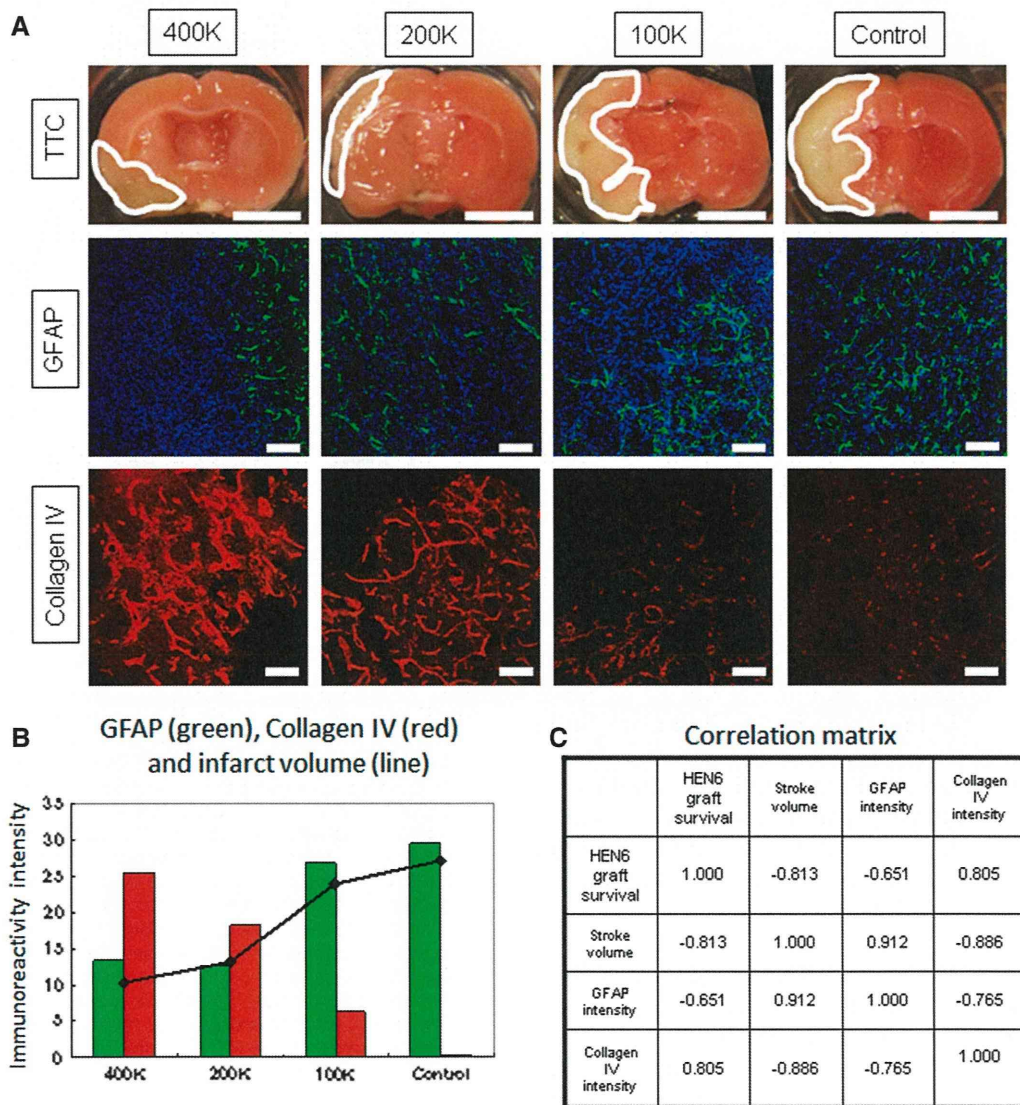 A
400K 200K 100K Control
TTC
GFAP
Collagen IV
B
GFAP (green), Collagen IV (red)
and infarct volume (line)
Immunoreactivity intensity
35
30
25
20
15
10
5
0
400K 200K 100K Control
C
Correlation matrix
HEN6 graft survival Stroke volume GFAP intensity Collagen IV intensity
HEN6 graft survival 1.000 -0.813 -0.651 0.805
Stroke volume -0.813 1.000 0.912 -0.886
GFAP intensity -0.651 0.912 1.000 -0.765
Collagen IV intensity 0.805 -0.886 -0.765 1.000